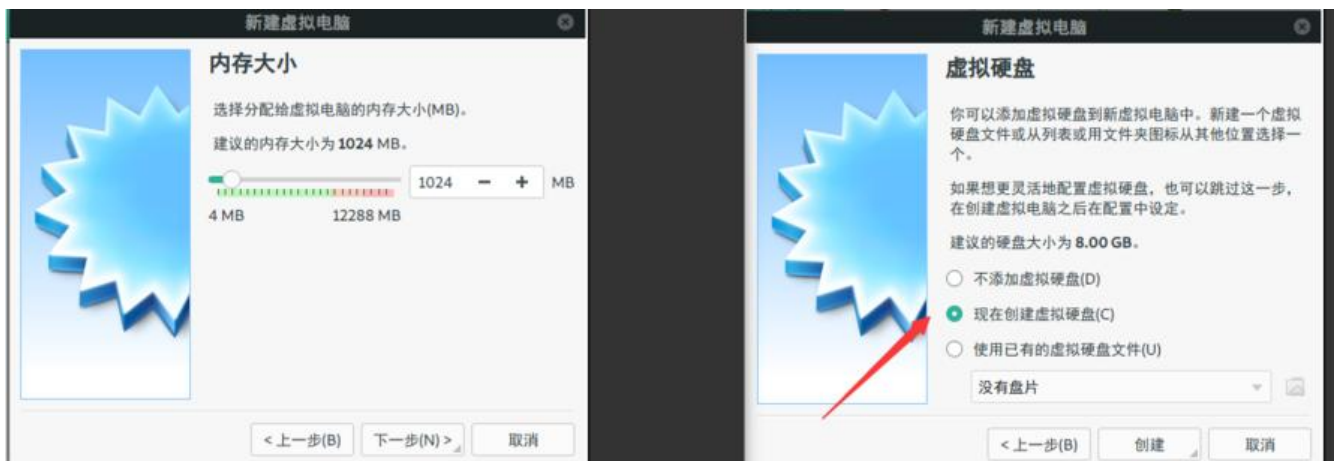 新建虚拟电脑
内存大小
选择分配给虚拟电脑的内存大小(MB)。
建议的内存大小为 1024 MB。
1024 − + MB
4 MB 12288 MB
< 上一步(B) 下一步(N) > 取消
新建虚拟电脑
虚拟硬盘
你可以添加虚拟硬盘到新虚拟电脑中。新建一个虚拟
硬盘文件或从列表或用文件夹图标从其他位置选择一
个。
如果想更灵活地配置虚拟硬盘，也可以跳过这一步，
在创建虚拟电脑之后在配置中设定。
建议的硬盘大小为 8.00 GB。
不添加虚拟硬盘(D)
现在创建虚拟硬盘(C)
使用已有的虚拟硬盘文件(U)
没有盘片
< 上一步(B) 创建 取消